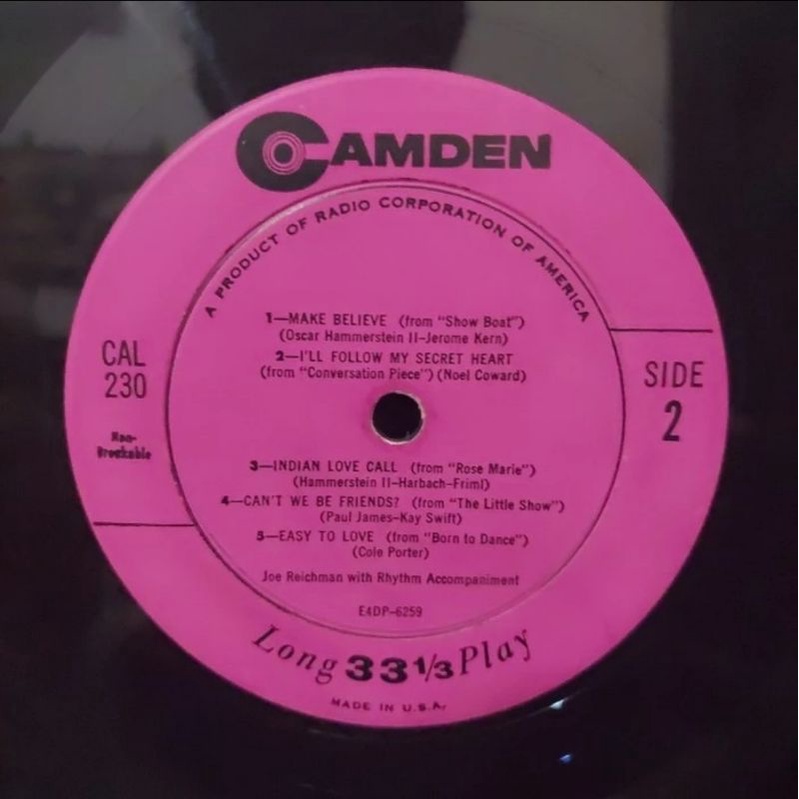 CAMDEN
A PRODUCT OF RADIO CORPORATION OF AMERICA
1—MAKE BELIEVE (from "Show Boat")
(Oscar Hammerstein II–Jerome Kern)
2—I'LL FOLLOW MY SECRET HEART
(from "Conversation Piece") (Noel Coward)
CAL
230
Non-
Breakable
SIDE
2
3—INDIAN LOVE CALL (from "Rose Marie")
(Hammerstein II–Harbach–Friml)
4—CAN'T WE BE FRIENDS? (from "The Little Show")
(Paul James–Kay Swift)
5—EASY TO LOVE (from "Born to Dance")
(Cole Porter)
Joe Reichman with Rhythm Accompaniment
E4DP–6259
Long 33 1/3 Play
MADE IN U.S.A.